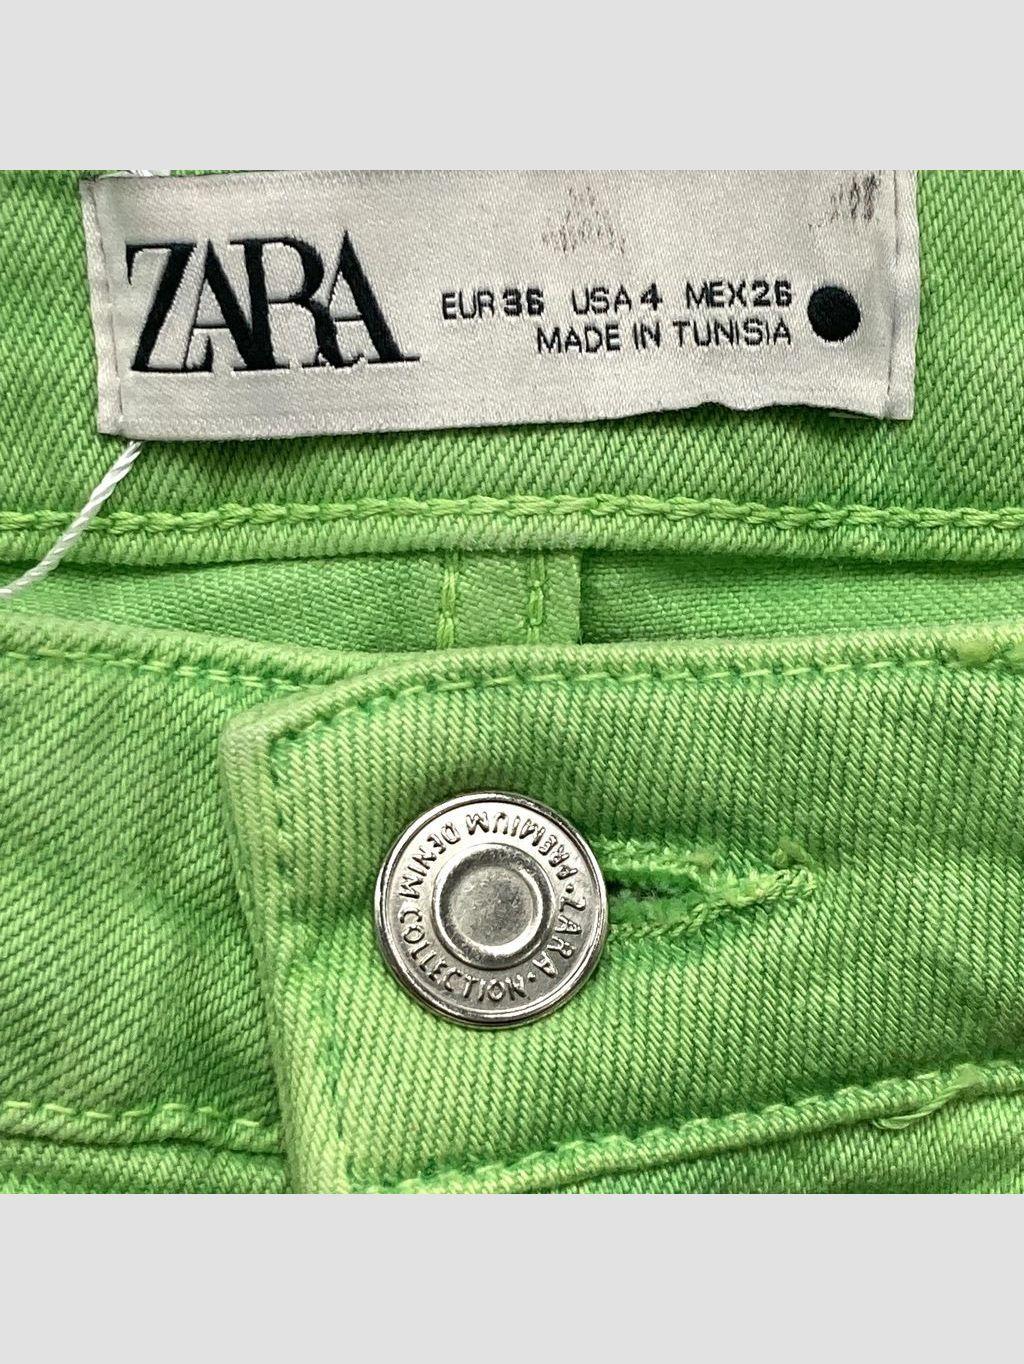 ZARA
EUR 36 USA 4 MEX 26
MADE IN TUNISIA
ZARA • PREMIUM DENIM COLLECTION •